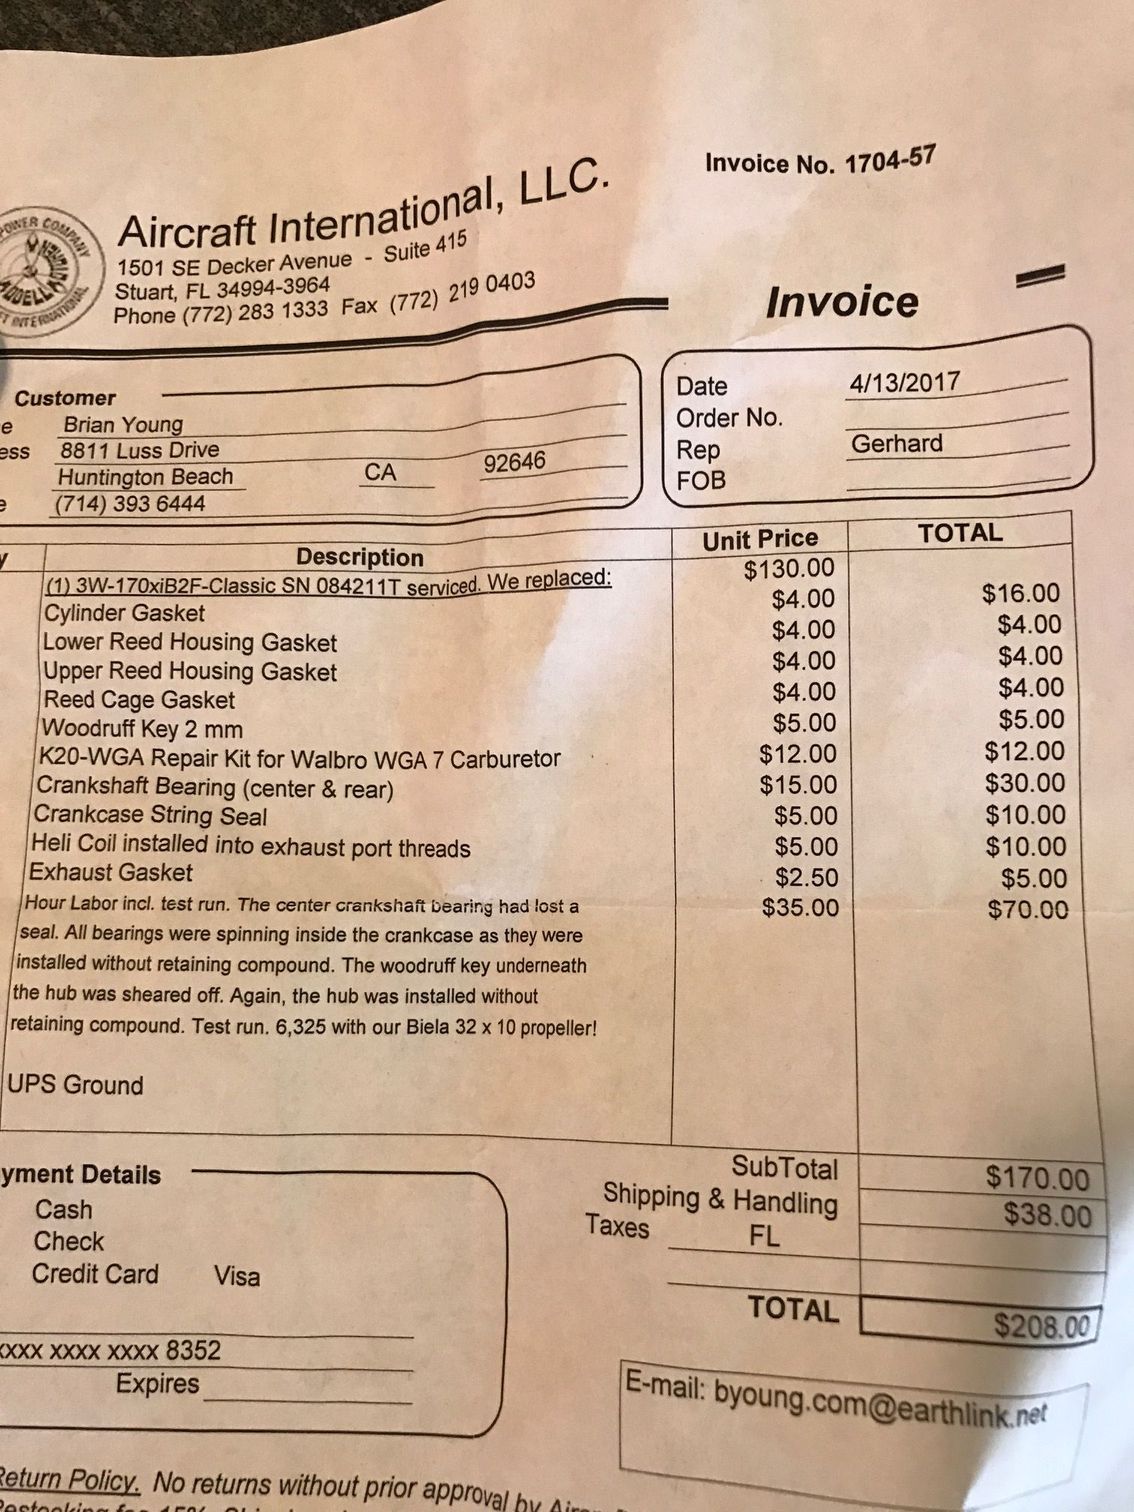 Invoice No. 1704-57
Aircraft International, LLC.
1501 SE Decker Avenue - Suite 415
Stuart, FL 34994-3964
Phone (772) 283 1333 Fax (772) 219 0403
POWER COMPANY
Invoice
Customer
Brian Young
8811 Luss Drive
Huntington Beach CA 92646
(714) 393 6444
Date 4/13/2017
Order No.
Rep Gerhard
FOB
Description Unit Price TOTAL
(1) 3W-170xiB2F-Classic SN 084211T serviced. We replaced: $130.00
Cylinder Gasket $4.00 $16.00
Lower Reed Housing Gasket $4.00 $4.00
Upper Reed Housing Gasket $4.00 $4.00
Reed Cage Gasket $4.00 $4.00
Woodruff Key 2 mm $5.00 $5.00
K20-WGA Repair Kit for Walbro WGA 7 Carburetor $12.00 $12.00
Crankshaft Bearing (center & rear) $15.00 $30.00
Crankcase String Seal $5.00 $10.00
Heli Coil installed into exhaust port threads $5.00 $10.00
Exhaust Gasket $2.50 $5.00
Hour Labor incl. test run. The center crankshaft bearing had lost a $35.00 $70.00
seal. All bearings were spinning inside the crankcase as they were
installed without retaining compound. The woodruff key underneath
the hub was sheared off. Again, the hub was installed without
retaining compound. Test run. 6,325 with our Biela 32 x 10 propeller!
UPS Ground
SubTotal $170.00
Shipping & Handling $38.00
Taxes FL
TOTAL $208.00
yment Details
Cash
Check
Credit Card Visa
xxxx xxxx xxxx 8352
Expires
E-mail: byoung.com@earthlink.net
Return Policy. No returns without prior approval by